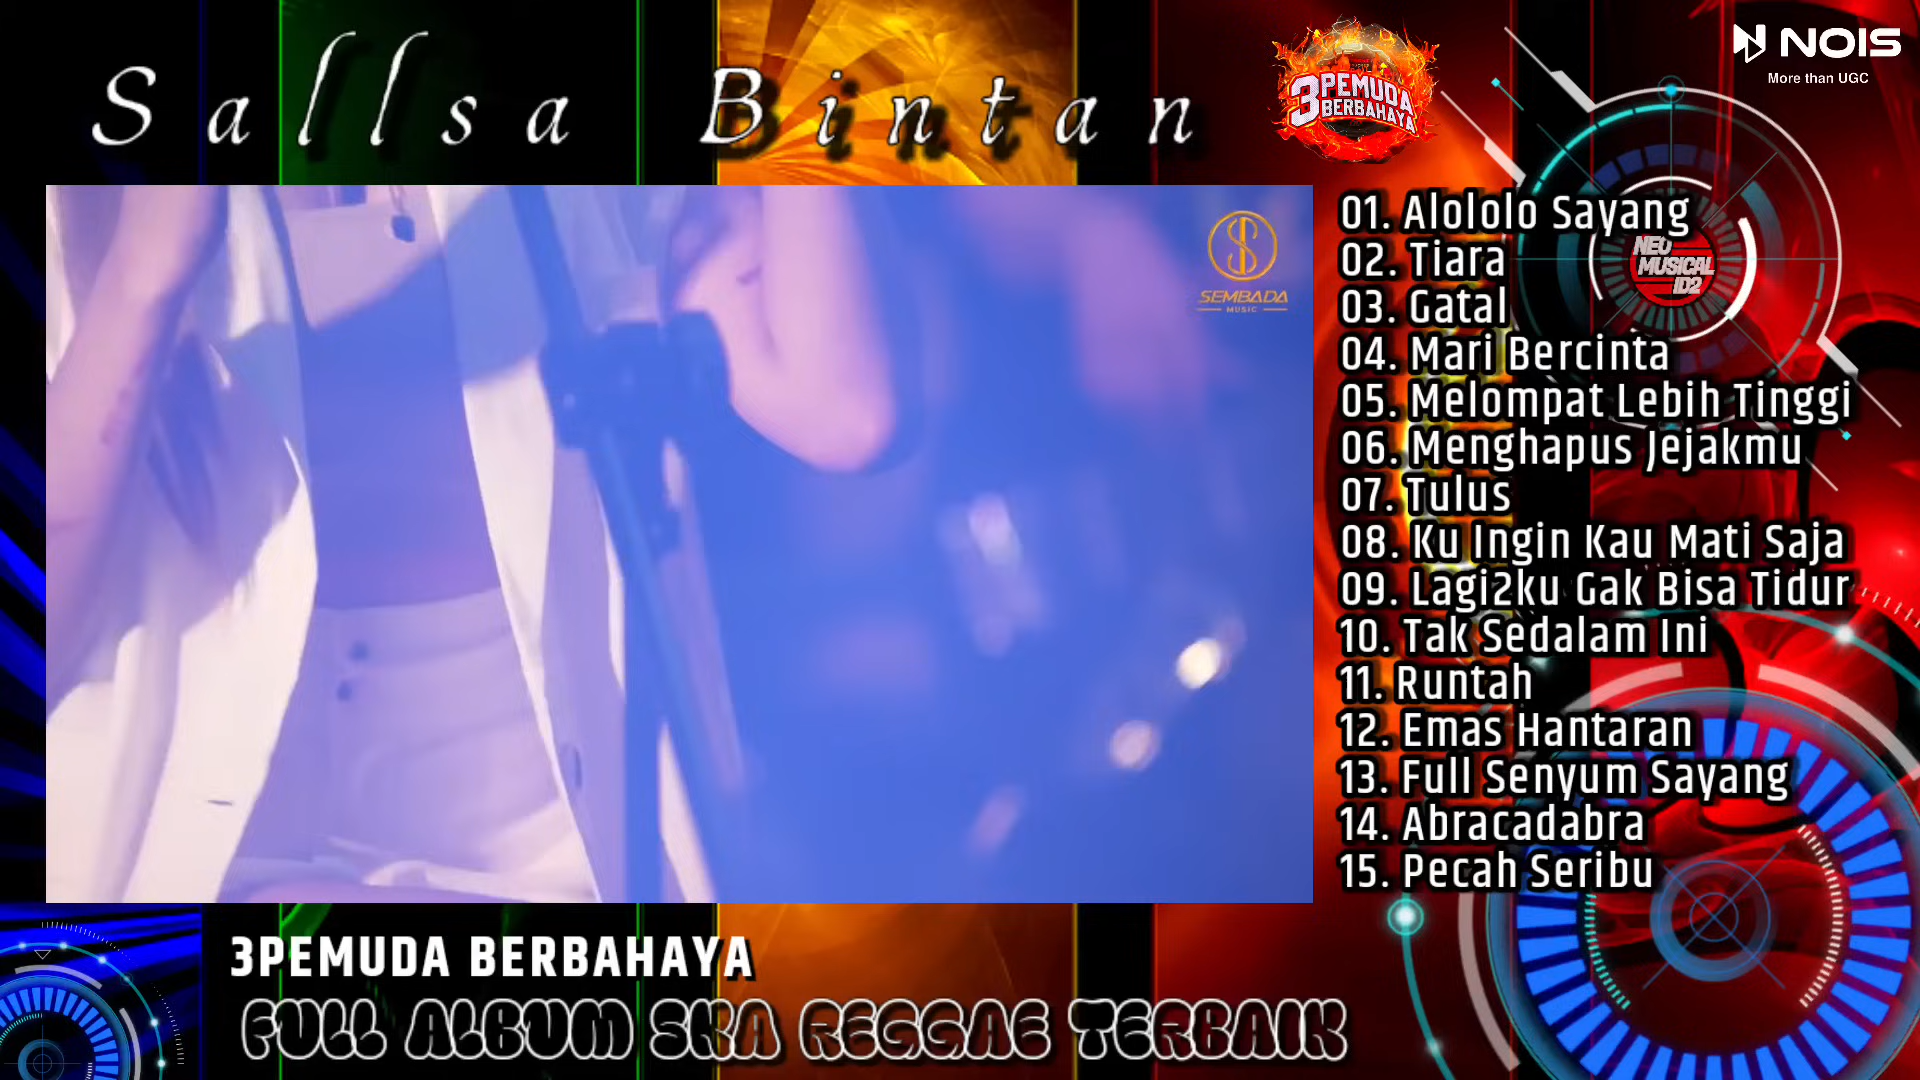 Sallsa Bintan
3PEMUDA
BERBAHAYA
NOIS
More than UGC
SEMBADA
MUSIC
NEO
MUSICAL
ID2
01. Alololo Sayang
02. Tiara
03. Gatal
04. Mari Bercinta
05. Melompat Lebih Tinggi
06. Menghapus Jejakmu
07. Tulus
08. Ku Ingin Kau Mati Saja
09. Lagi2ku Gak Bisa Tidur
10. Tak Sedalam Ini
11. Runtah
12. Emas Hantaran
13. Full Senyum Sayang
14. Abracadabra
15. Pecah Seribu
3PEMUDA BERBAHAYA
FULL ALBUM SKA REGGAE TERBAIK